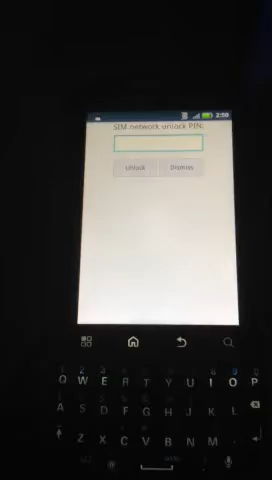 2:50
SIM network unlock PIN:
Unlock
Dismiss
Q W E R T Y U I O P
A S D F G H J K L
Z X C V B N M